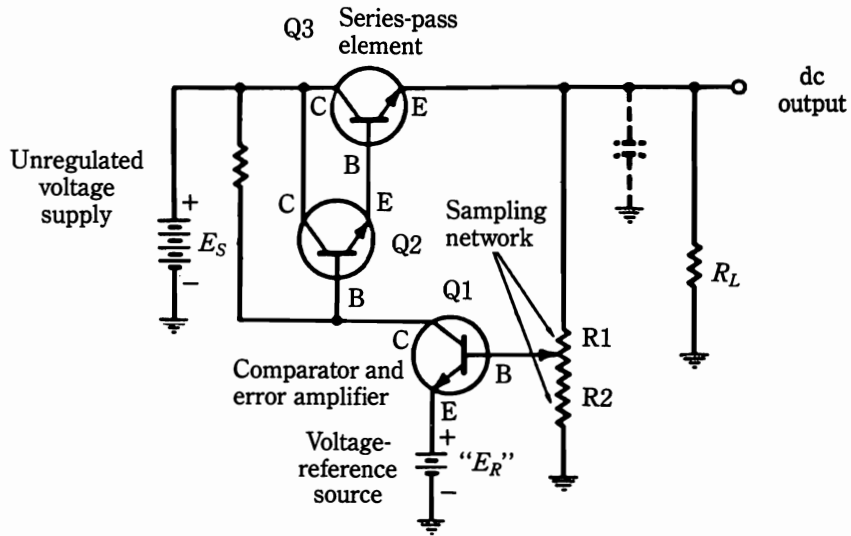 Q3
Series-pass
element
dc
output
C
E
B
Unregulated
voltage
supply
+
E_S
−
C
E
Q2
B
Sampling
network
R_L
Q1
C
B
E
R1
R2
Comparator and
error amplifier
Voltage-
reference
source
+
“E_R”
−